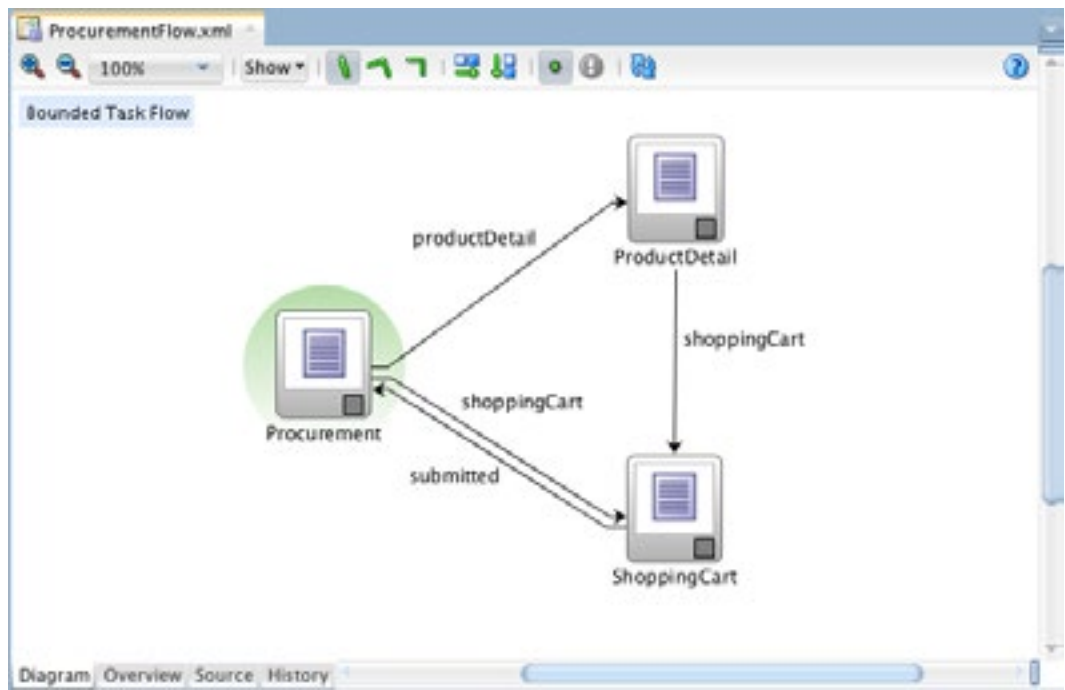 ProcurementFlow.xml
100% Show
Bounded Task Flow
productDetail
ProductDetail
shoppingCart
Procurement
shoppingCart
submitted
ShoppingCart
Diagram Overview Source History